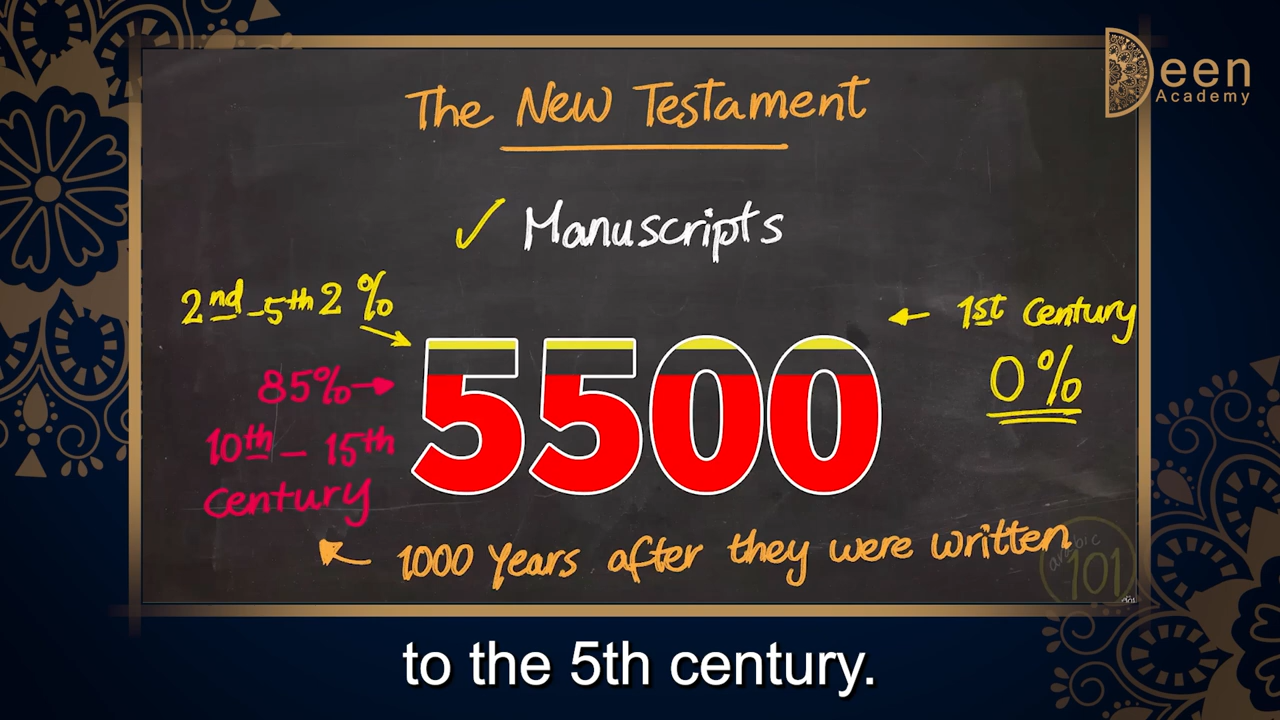 Deen
Academy
The New Testament
✓ Manuscripts
2nd-5th 2%
1st Century
0%
5500
85%
10th - 15th
century
1000 Years after they were written
arabic
101
to the 5th century.